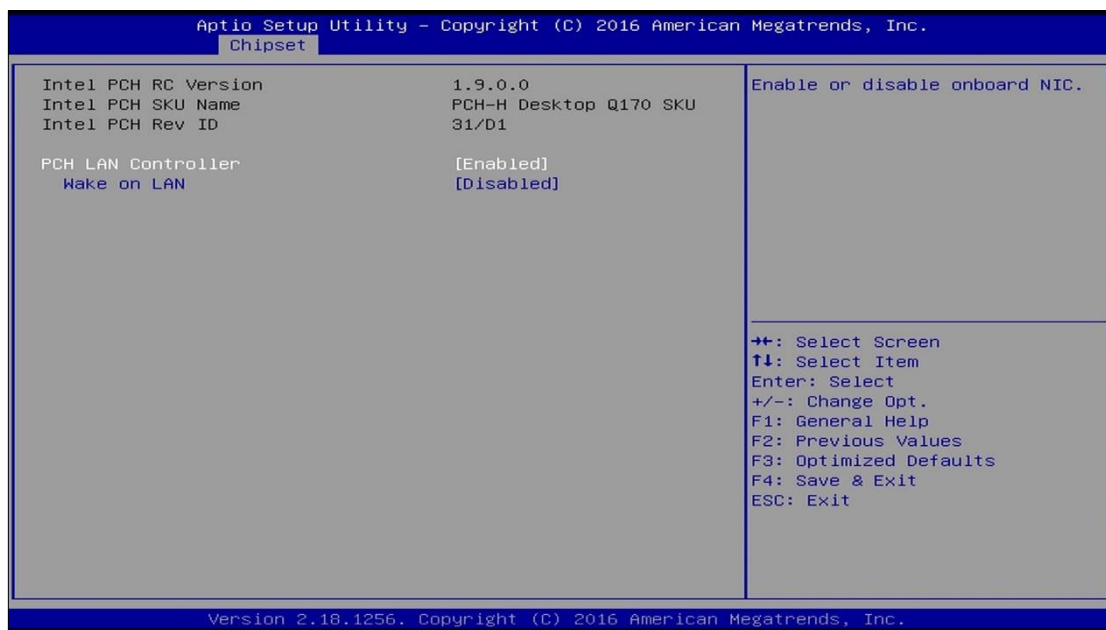 Aptio Setup Utility – Copyright (C) 2016 American Megatrends, Inc.
Chipset
Intel PCH RC Version 1.9.0.0
Intel PCH SKU Name PCH-H Desktop Q170 SKU
Intel PCH Rev ID 31/D1
PCH LAN Controller [Enabled]
Wake on LAN [Disabled]
Enable or disable onboard NIC.
→←: Select Screen
↑↓: Select Item
Enter: Select
+/-: Change Opt.
F1: General Help
F2: Previous Values
F3: Optimized Defaults
F4: Save & Exit
ESC: Exit
Version 2.18.1256. Copyright (C) 2016 American Megatrends, Inc.